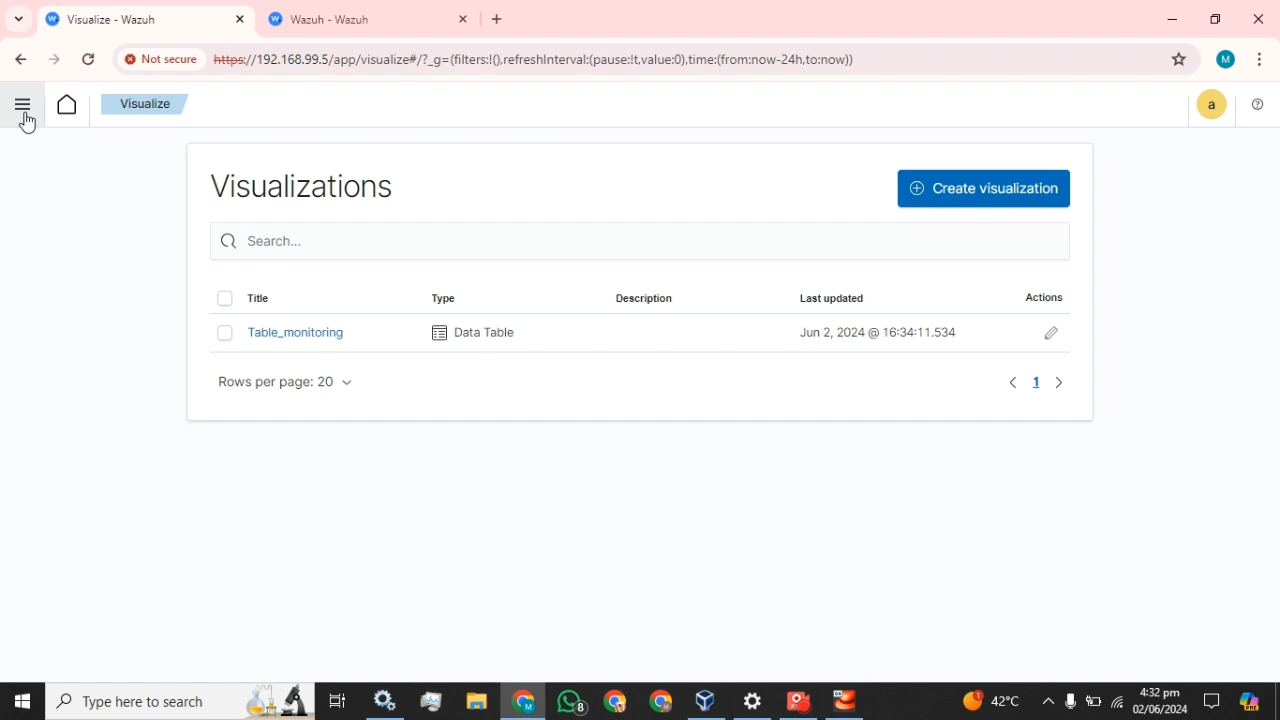 Visualize - Wazuh
Wazuh - Wazuh
Not secure https://192.168.99.5/app/visualize#/?_g=(filters:!(),refreshInterval:(pause:!t,value:0),time:(from:now-24h,to:now))
M
Visualize
a
Visualizations
Create visualization
Search...
Title Type Description Last updated Actions
Table_monitoring Data Table Jun 2, 2024 @ 16:34:11.534
Rows per page: 20
1
Type here to search
M
8
1
42°C
4:32 pm
02/06/2024